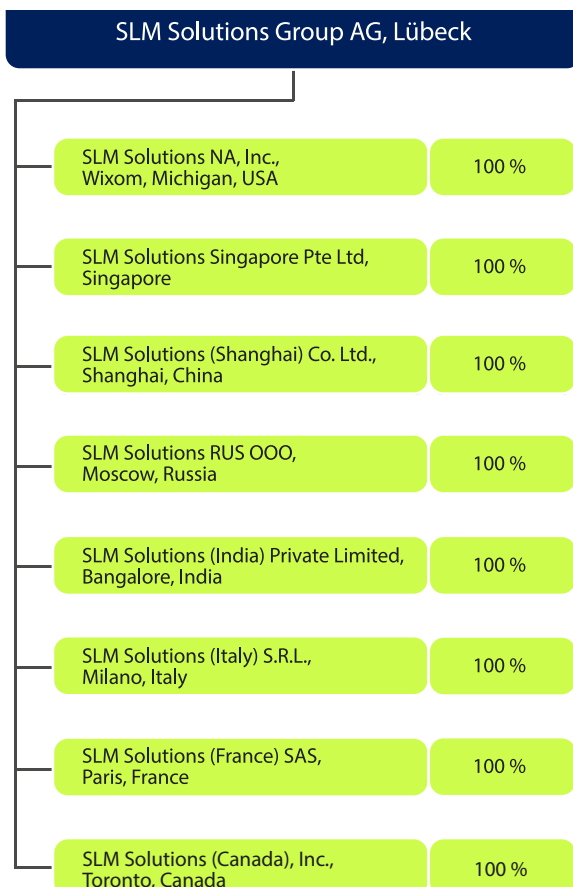 SLM Solutions Group AG, Lübeck
SLM Solutions NA, Inc.,
Wixom, Michigan, USA
100 %
SLM Solutions Singapore Pte Ltd,
Singapore
100 %
SLM Solutions (Shanghai) Co. Ltd.,
Shanghai, China
100 %
SLM Solutions RUS OOO,
Moscow, Russia
100 %
SLM Solutions (India) Private Limited,
Bangalore, India
100 %
SLM Solutions (Italy) S.R.L.,
Milano, Italy
100 %
SLM Solutions (France) SAS,
Paris, France
100 %
SLM Solutions (Canada), Inc.,
Toronto, Canada
100 %